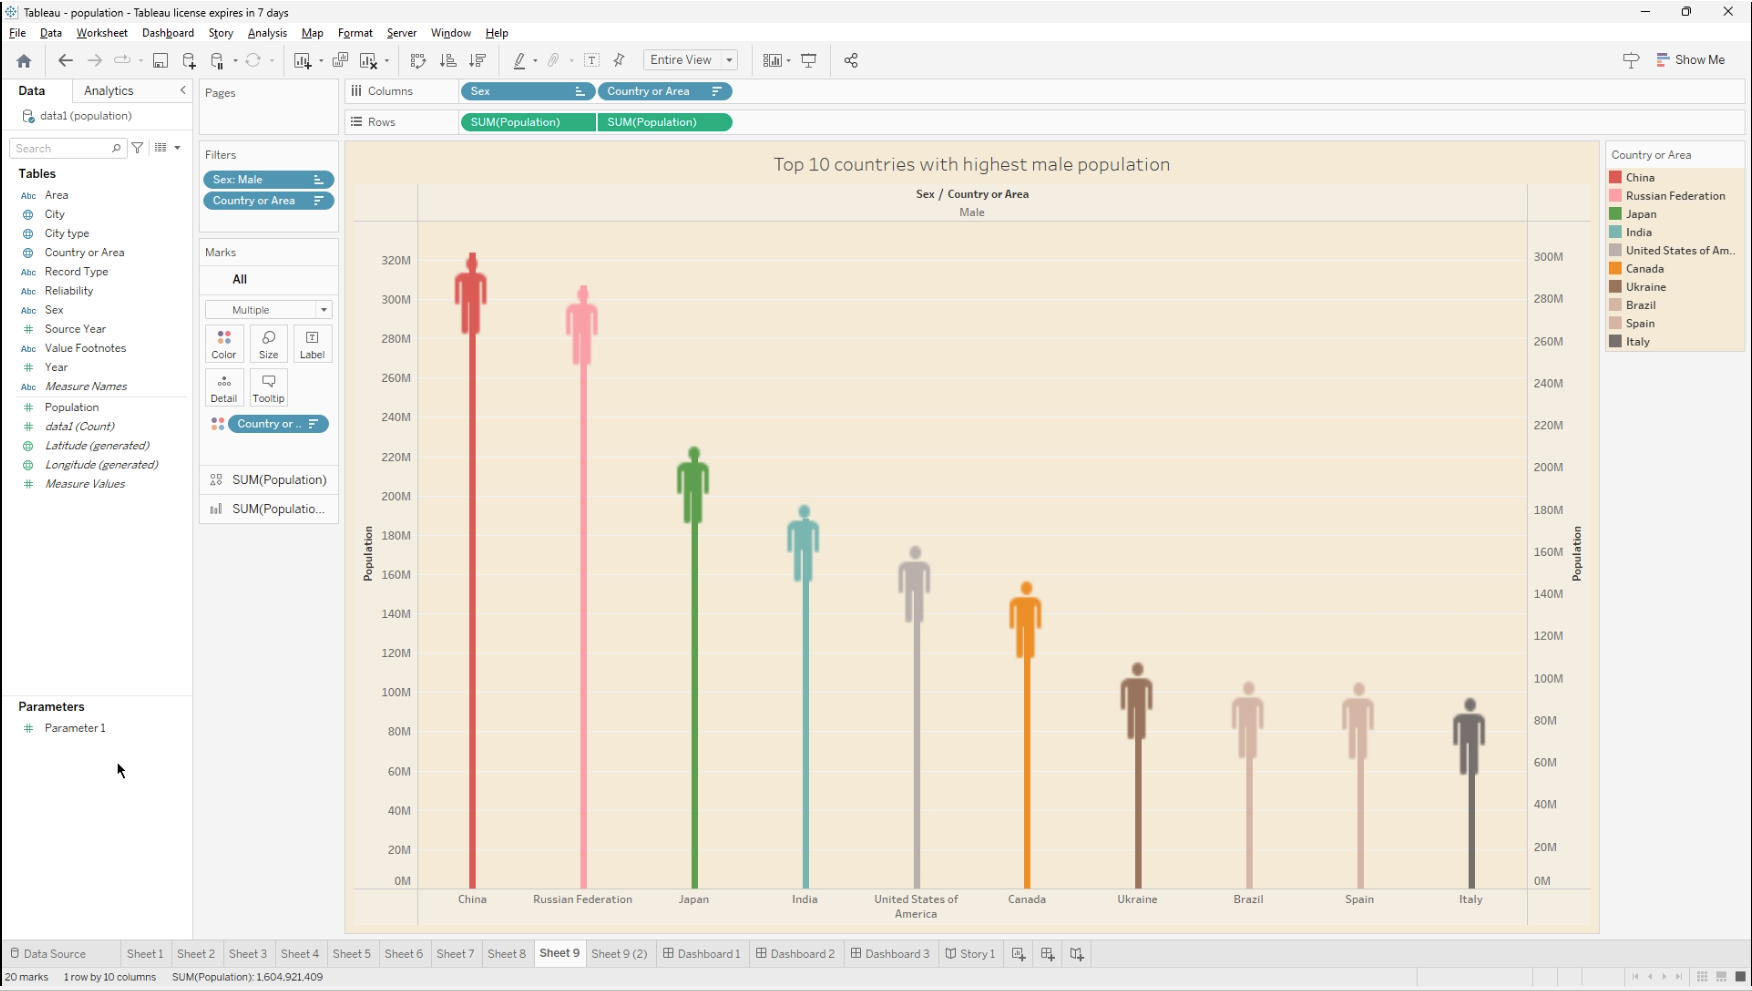 Tableau - population - Tableau license expires in 7 days
File Data Worksheet Dashboard Story Analysis Map Format Server Window Help
Entire View
Show Me
Data Analytics
data1 (population)
Search
Tables
Abc Area
City
City type
Country or Area
Abc Record Type
Abc Reliability
Abc Sex
# Source Year
Abc Value Footnotes
# Year
Abc Measure Names
# Population
# data1 (Count)
Latitude (generated)
Longitude (generated)
# Measure Values
Parameters
# Parameter 1
Pages
Filters
Sex: Male
Country or Area
Marks
All
Multiple
Color Size Label
Detail Tooltip
Country or ..
SUM(Population)
SUM(Populatio...
Columns Sex Country or Area
Rows SUM(Population) SUM(Population)
Top 10 countries with highest male population
Sex / Country or Area
Male
Population
320M
300M
280M
260M
240M
220M
200M
180M
160M
140M
120M
100M
80M
60M
40M
20M
0M
300M
280M
260M
240M
220M
200M
180M
160M
140M
120M
100M
80M
60M
40M
20M
0M
Population
China Russian Federation Japan India United States of Canada Ukraine Brazil Spain Italy
America
Country or Area
China
Russian Federation
Japan
India
United States of Am..
Canada
Ukraine
Brazil
Spain
Italy
Data Source Sheet 1 Sheet 2 Sheet 3 Sheet 4 Sheet 5 Sheet 6 Sheet 7 Sheet 8 Sheet 9 Sheet 9 (2) Dashboard 1 Dashboard 2 Dashboard 3 Story 1
20 marks 1 row by 10 columns SUM(Population): 1,604,921,409